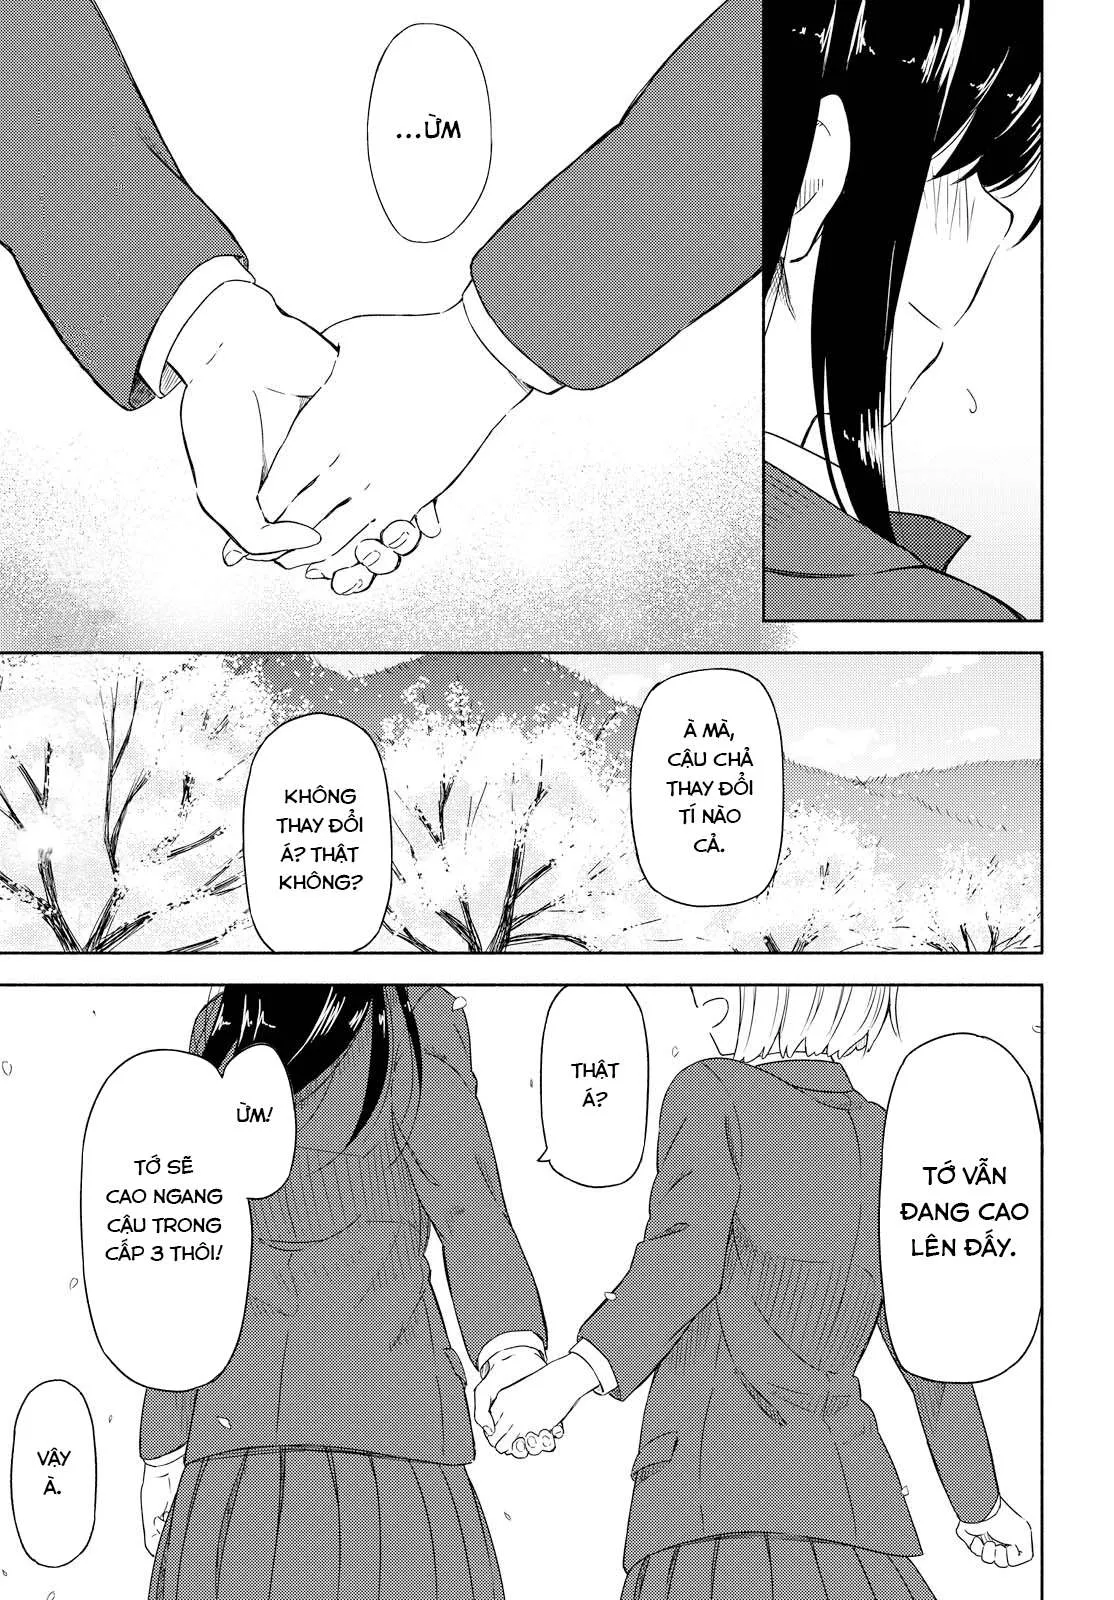 ...ỪM
À MÀ,
CẬU CHẢ
THAY ĐỔI
TÍ NÀO
CẢ.
KHÔNG
THAY ĐỔI
Á? THẬT
KHÔNG?
TỚ VẪN
ĐANG CAO
LÊN ĐẤY.
THẬT
Á?
ỪM!
TỚ SẼ
CAO NGANG
CẬU TRONG
CẤP 3 THÔI!
VẬY
À.